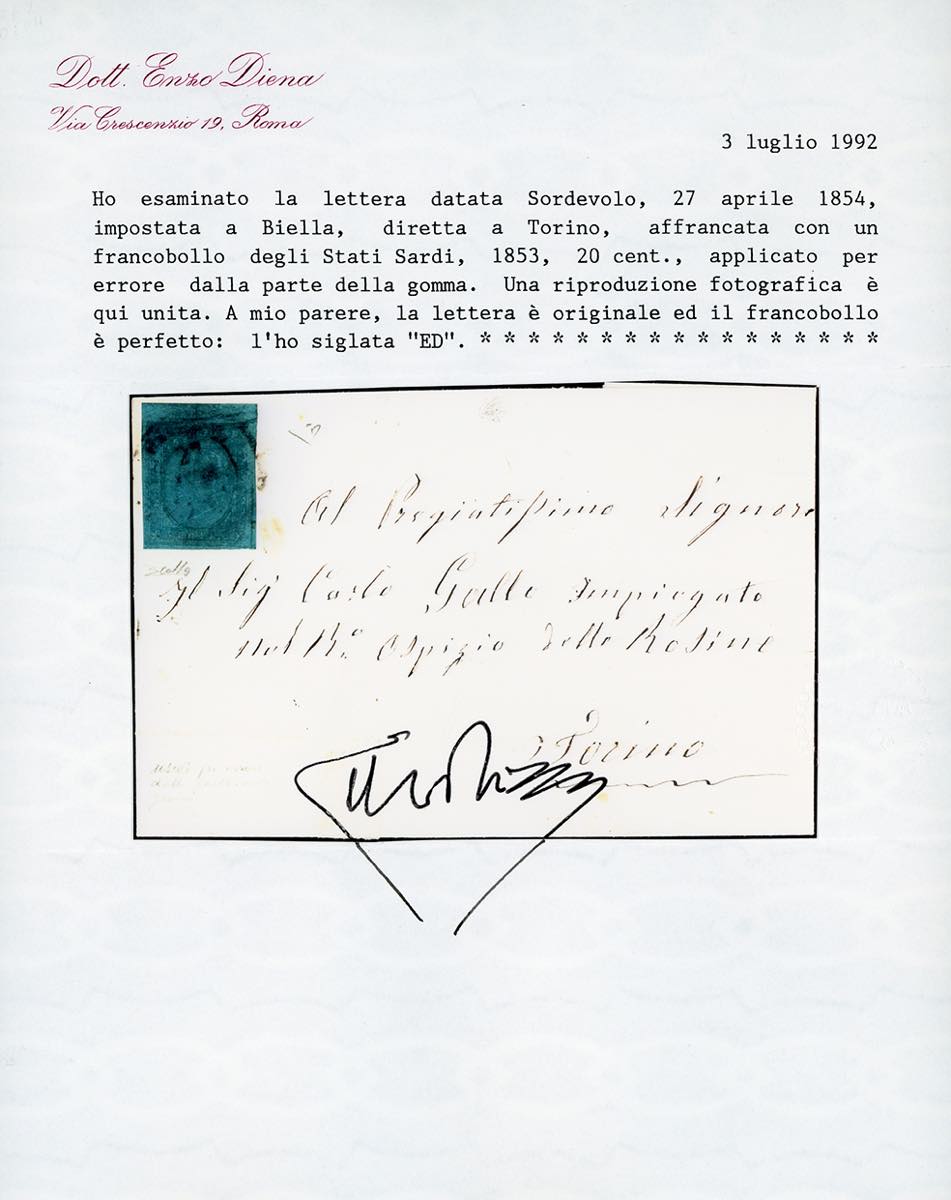 Dott. Enzo Diena
Via Crescenzio 19, Roma
3 luglio 1992
Ho esaminato la lettera datata Sordevolo, 27 aprile 1854,
impostata a Biella, diretta a Torino, affrancata con un
francobollo degli Stati Sardi, 1853, 20 cent., applicato per
errore dalla parte della gomma. Una riproduzione fotografica è
qui unita. A mio parere, la lettera è originale ed il francobollo
è perfetto: l'ho siglata "ED". * * * * * * * * * * * * * * * * *
27
Al Pregiatissimo Signore
Il Sig Carlo Gallo Impiegato
nel R.o Ospizio delle Rosine
Torino